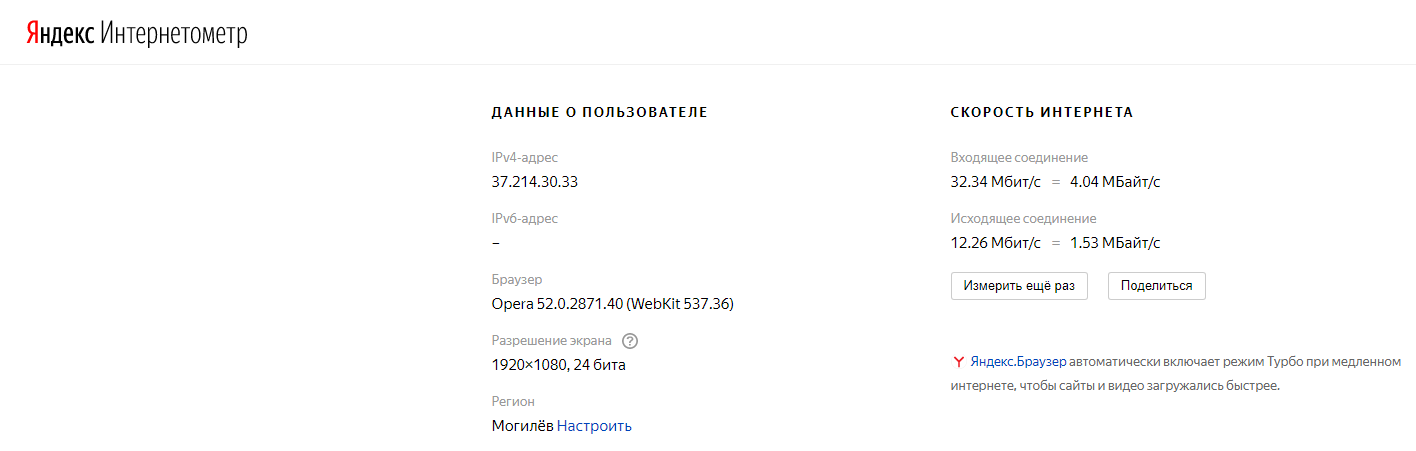 Яндекс Интернетометр
ДАННЫЕ О ПОЛЬЗОВАТЕЛЕ
IPv4-адрес
37.214.30.33
IPv6-адрес
–
Браузер
Opera 52.0.2871.40 (WebKit 537.36)
Разрешение экрана ?
1920×1080, 24 бита
Регион
Могилёв Настроить
СКОРОСТЬ ИНТЕРНЕТА
Входящее соединение
32.34 Мбит/с = 4.04 МБайт/с
Исходящее соединение
12.26 Мбит/с = 1.53 МБайт/с
Измерить ещё раз Поделиться
Яндекс.Браузер автоматически включает режим Турбо при медленном
интернете, чтобы сайты и видео загружались быстрее.